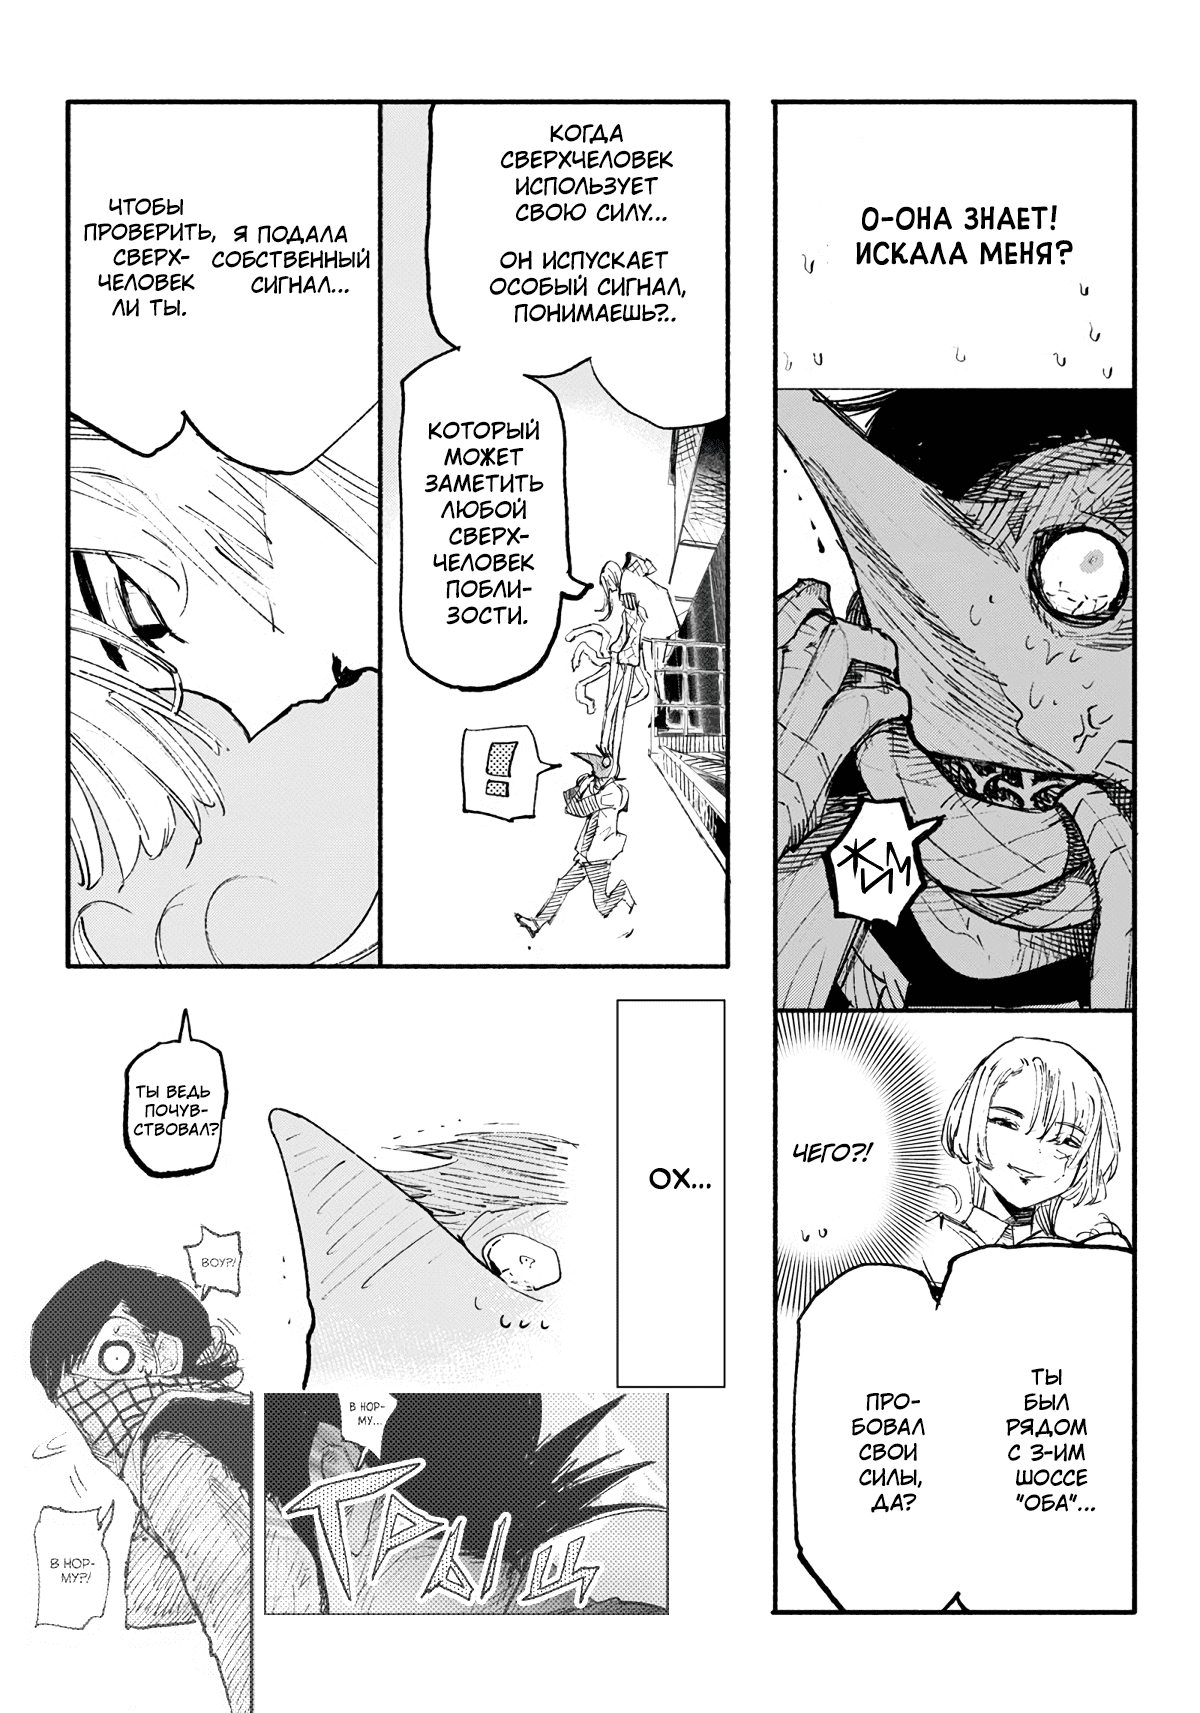 О-ОНА ЗНАЕТ!
ИСКАЛА МЕНЯ?
ЖИМ
ЧЕГО?!
ТЫ
БЫЛ
РЯДОМ
С 3-ИМ
ШОССЕ
"ОБА"...
ПРО-
БОВАЛ
СВОИ
СИЛЫ,
ДА?
КОГДА
СВЕРХЧЕЛОВЕК
ИСПОЛЬЗУЕТ
СВОЮ СИЛУ...
ОН ИСПУСКАЕТ
ОСОБЫЙ СИГНАЛ,
ПОНИМАЕШЬ?..
КОТОРЫЙ
МОЖЕТ
ЗАМЕТИТЬ
ЛЮБОЙ
СВЕРХ-
ЧЕЛОВЕК
ПОБЛИ-
ЗОСТИ.
!
Я ПОДАЛА
СОБСТВЕННЫЙ
СИГНАЛ...
ЧТОБЫ
ПРОВЕРИТЬ,
СВЕРХ-
ЧЕЛОВЕК
ЛИ ТЫ.
ОХ...
ТЫ ВЕДЬ
ПОЧУВ-
СТВОВАЛ?
В НОР-
МУ...
ТРЫЦ
ВОУ?!
В НОР-
МУ?!